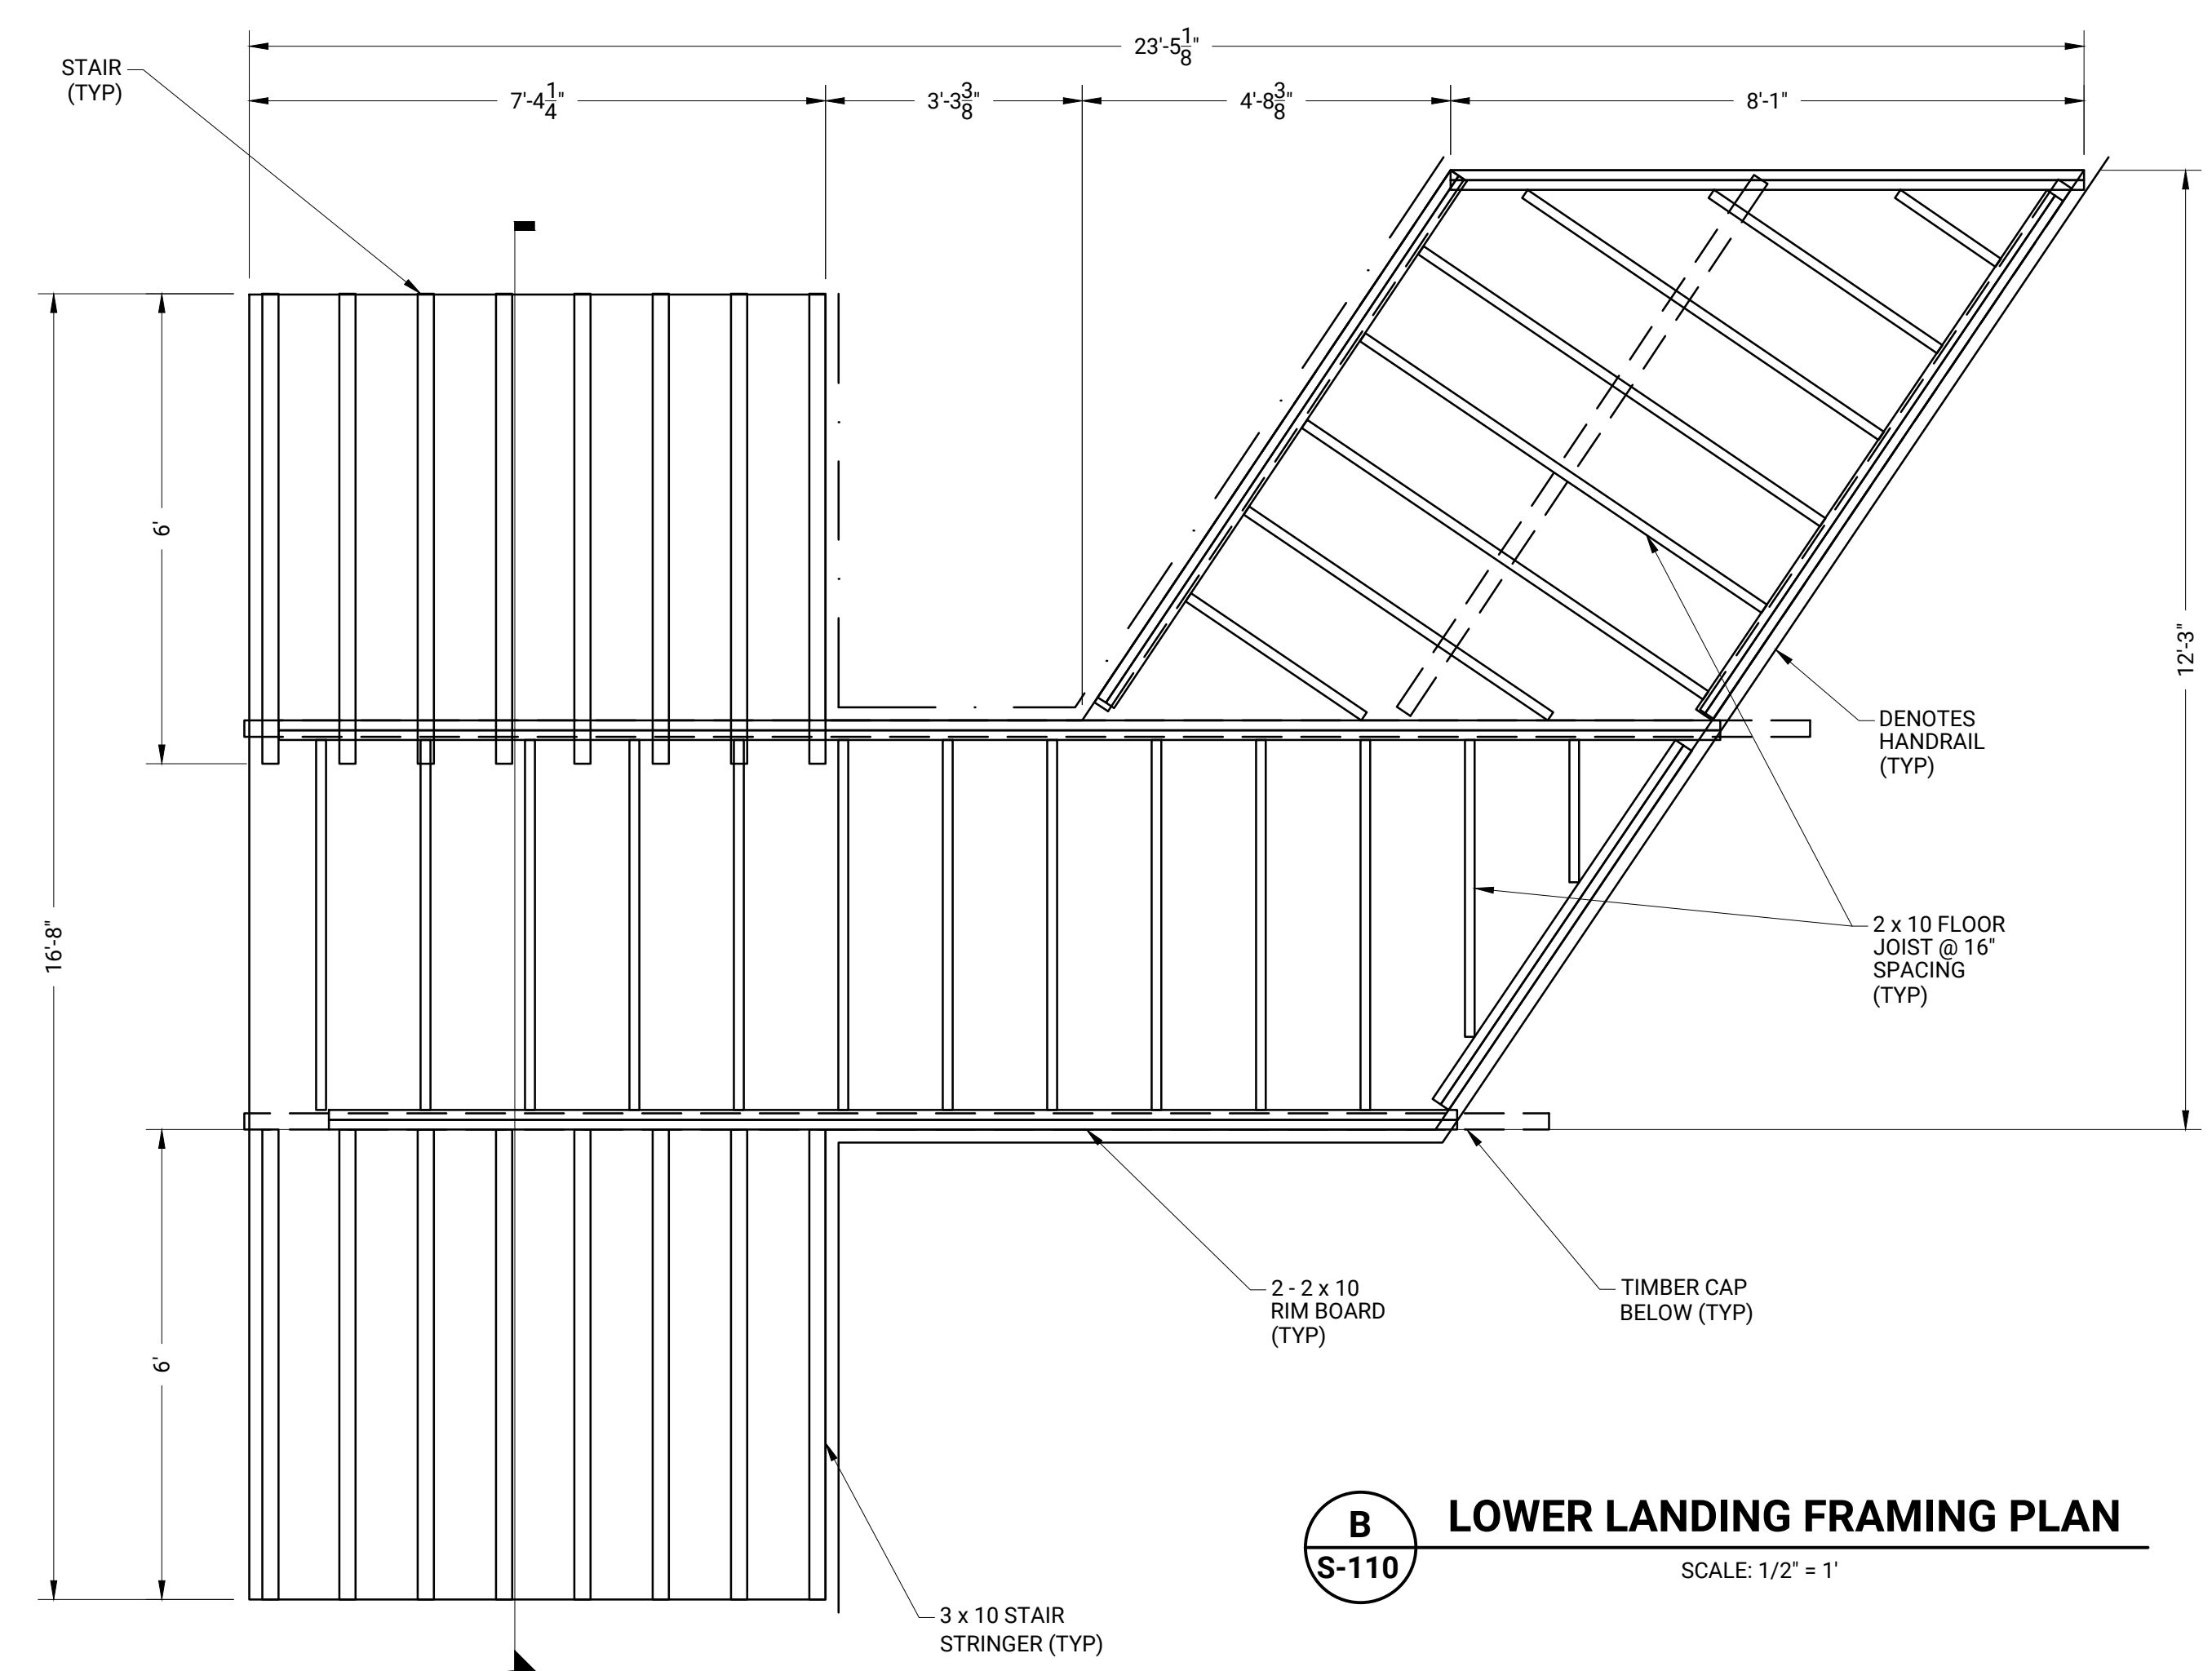 23'-5 1/8"
STAIR
(TYP)
7'-4 1/4"
3'-3 3/8"
4'-8 3/8"
8'-1"
6'
12'-3"
DENOTES
HANDRAIL
(TYP)
16'-8"
2 x 10 FLOOR
JOIST @ 16"
SPACING
(TYP)
2 - 2 x 10
RIM BOARD
(TYP)
TIMBER CAP
BELOW (TYP)
6'
B
S-110
LOWER LANDING FRAMING PLAN
SCALE: 1/2" = 1'
3 x 10 STAIR
STRINGER (TYP)